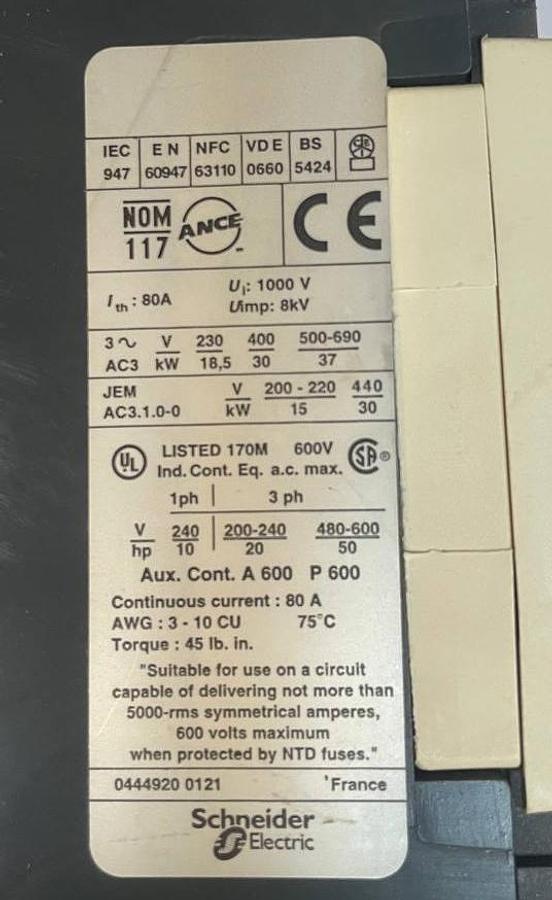 IEC EN NFC VDE BS
947 60947 63110 0660 5424
NOM ANCE CE
117
Ith : 80A Ui: 1000 V
Uimp: 8kV
3~ V 230 400 500-690
AC3 kW 18,5 30 37
JEM V 200 - 220 440
AC3.1.0-0 kW 15 30
UL LISTED 170M 600V SA®
Ind. Cont. Eq. a.c. max.
1ph 3 ph
V 240 200-240 480-600
hp 10 20 50
Aux. Cont. A 600 P 600
Continuous current : 80 A
AWG : 3 - 10 CU 75°C
Torque : 45 lb. in.
"Suitable for use on a circuit
capable of delivering not more than
5000-rms symmetrical amperes,
600 volts maximum
when protected by NTD fuses."
0444920 0121 France
Schneider
Electric